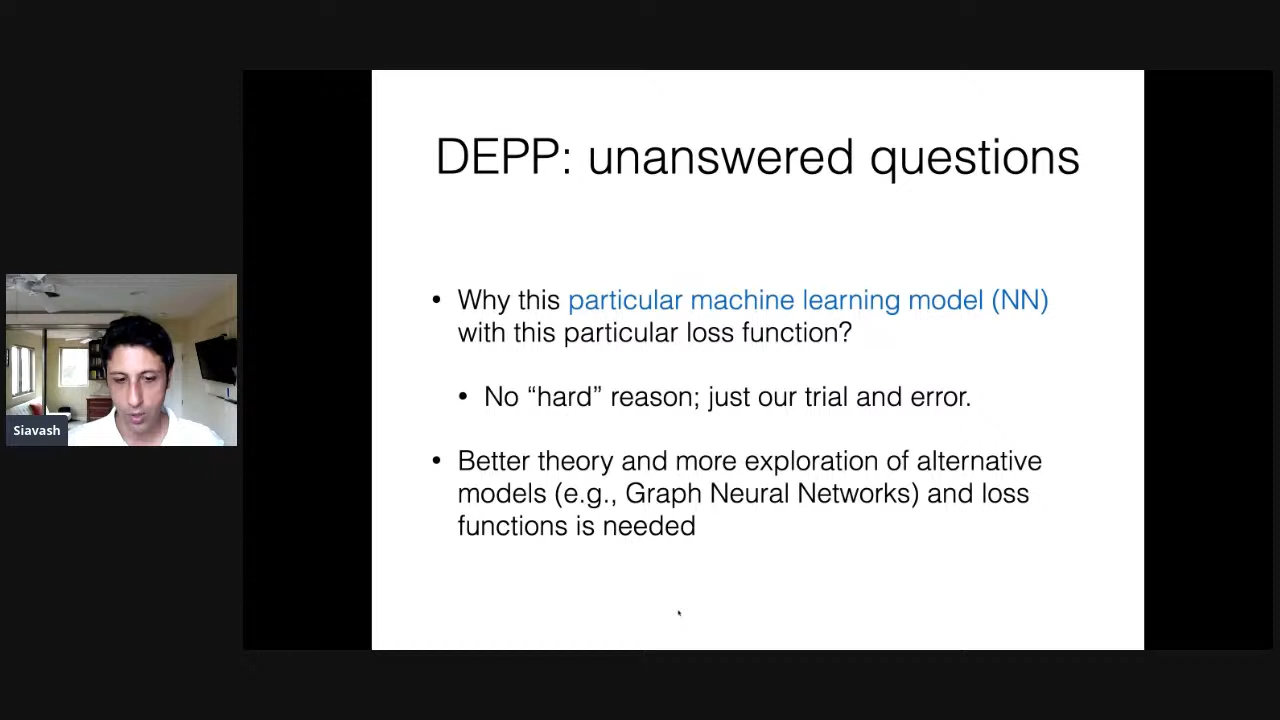 DEPP: unanswered questions
• Why this particular machine learning model (NN)
with this particular loss function?
• No “hard” reason; just our trial and error.
• Better theory and more exploration of alternative
models (e.g., Graph Neural Networks) and loss
functions is needed
Siavash